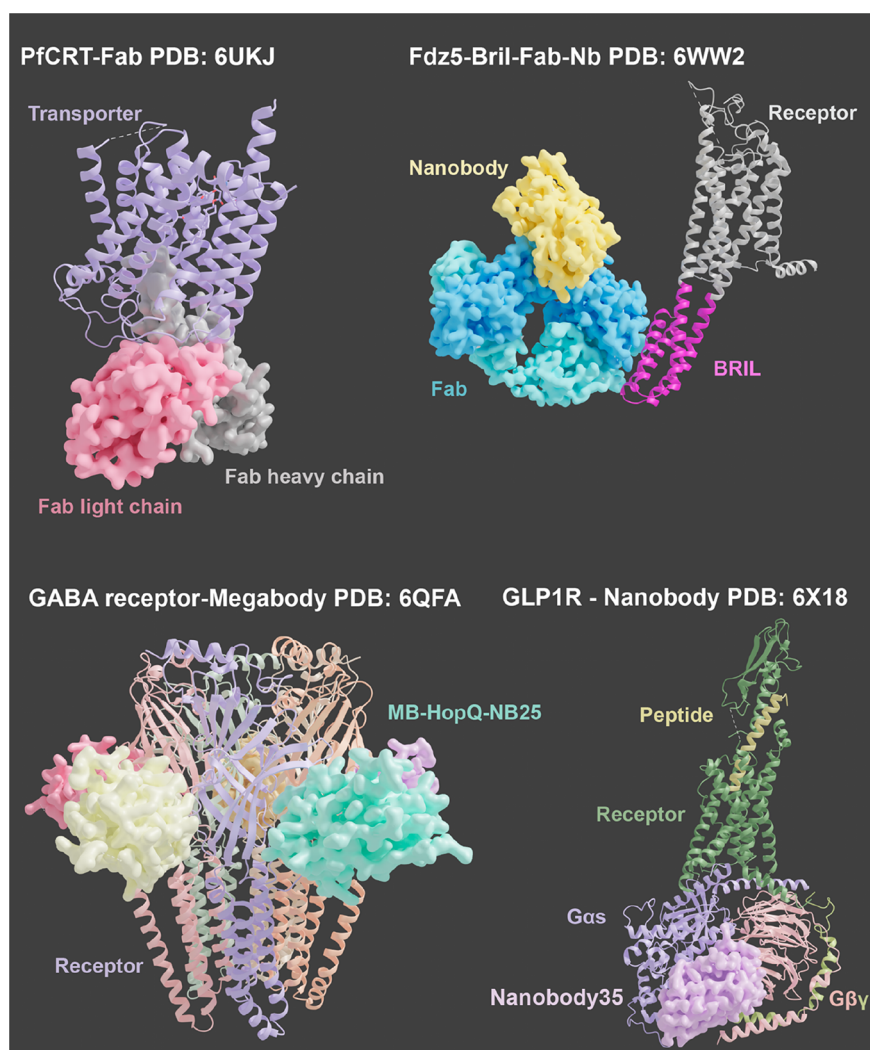 PfCRT-Fab PDB: 6UKJ
Transporter
Fab heavy chain
Fab light chain
Fdz5-Bril-Fab-Nb PDB: 6WW2
Receptor
Nanobody
BRIL
Fab
GABA receptor-Megabody PDB: 6QFA
MB-HopQ-NB25
Receptor
GLP1R - Nanobody PDB: 6X18
Peptide
Receptor
Gαs
Nanobody35
Gβγ